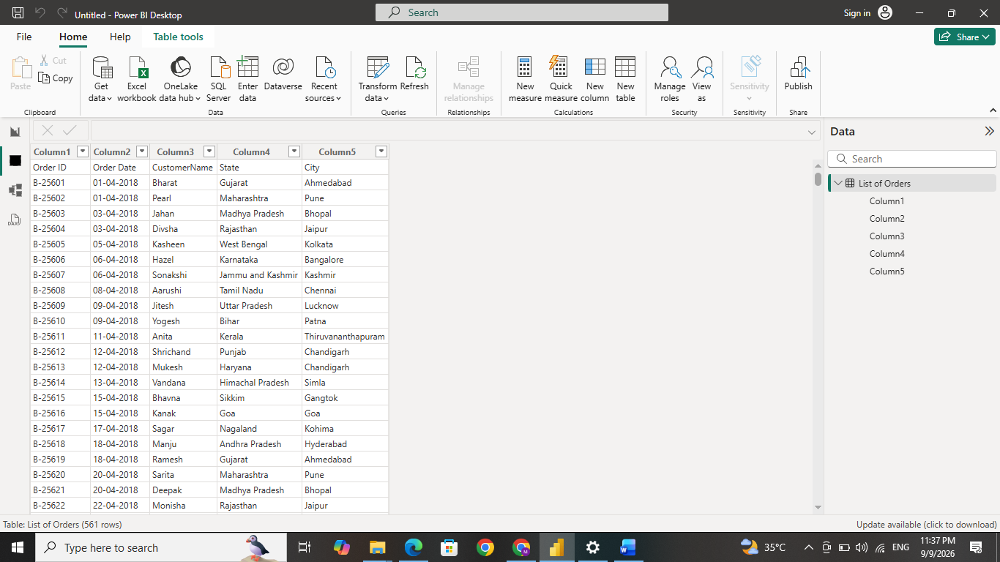 Untitled - Power BI Desktop
Search
Sign in
File Home Help Table tools
Share
Paste
Cut
Copy
Get data
Excel workbook
OneLake data hub
SQL Server
Enter data
Dataverse
Recent sources
Transform data
Refresh
Manage relationships
New measure
Quick measure
New column
New table
Manage roles
View as
Sensitivity
Publish
Clipboard Data Queries Relationships Calculations Security Sensitivity Share
DAX
Column1 Column2 Column3 Column4 Column5
Order ID Order Date CustomerName State City
B-25601 01-04-2018 Bharat Gujarat Ahmedabad
B-25602 01-04-2018 Pearl Maharashtra Pune
B-25603 03-04-2018 Jahan Madhya Pradesh Bhopal
B-25604 03-04-2018 Divsha Rajasthan Jaipur
B-25605 05-04-2018 Kasheen West Bengal Kolkata
B-25606 06-04-2018 Hazel Karnataka Bangalore
B-25607 06-04-2018 Sonakshi Jammu and Kashmir Kashmir
B-25608 08-04-2018 Aarushi Tamil Nadu Chennai
B-25609 09-04-2018 Jitesh Uttar Pradesh Lucknow
B-25610 09-04-2018 Yogesh Bihar Patna
B-25611 11-04-2018 Anita Kerala Thiruvananthapuram
B-25612 12-04-2018 Shrichand Punjab Chandigarh
B-25613 12-04-2018 Mukesh Haryana Chandigarh
B-25614 13-04-2018 Vandana Himachal Pradesh Simla
B-25615 15-04-2018 Bhavna Sikkim Gangtok
B-25616 15-04-2018 Kanak Goa Goa
B-25617 17-04-2018 Sagar Nagaland Kohima
B-25618 18-04-2018 Manju Andhra Pradesh Hyderabad
B-25619 18-04-2018 Ramesh Gujarat Ahmedabad
B-25620 20-04-2018 Sarita Maharashtra Pune
B-25621 20-04-2018 Deepak Madhya Pradesh Bhopal
B-25622 22-04-2018 Monisha Rajasthan Jaipur
Data
Search
List of Orders
Column1
Column2
Column3
Column4
Column5
Table: List of Orders (561 rows)
Update available (click to download)
Type here to search
35°C
ENG
11:37 PM
9/9/2026